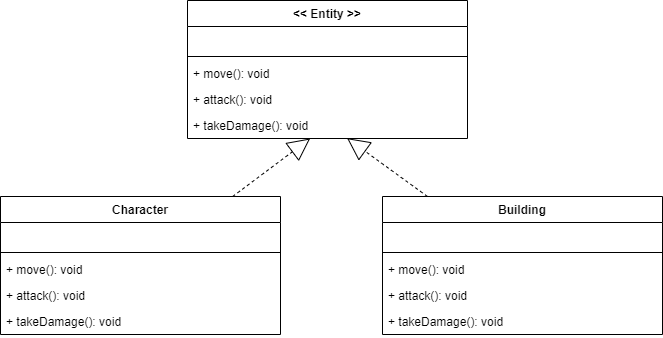 << Entity >>
+ move(): void
+ attack(): void
+ takeDamage(): void
Character
+ move(): void
+ attack(): void
+ takeDamage(): void
Building
+ move(): void
+ attack(): void
+ takeDamage(): void